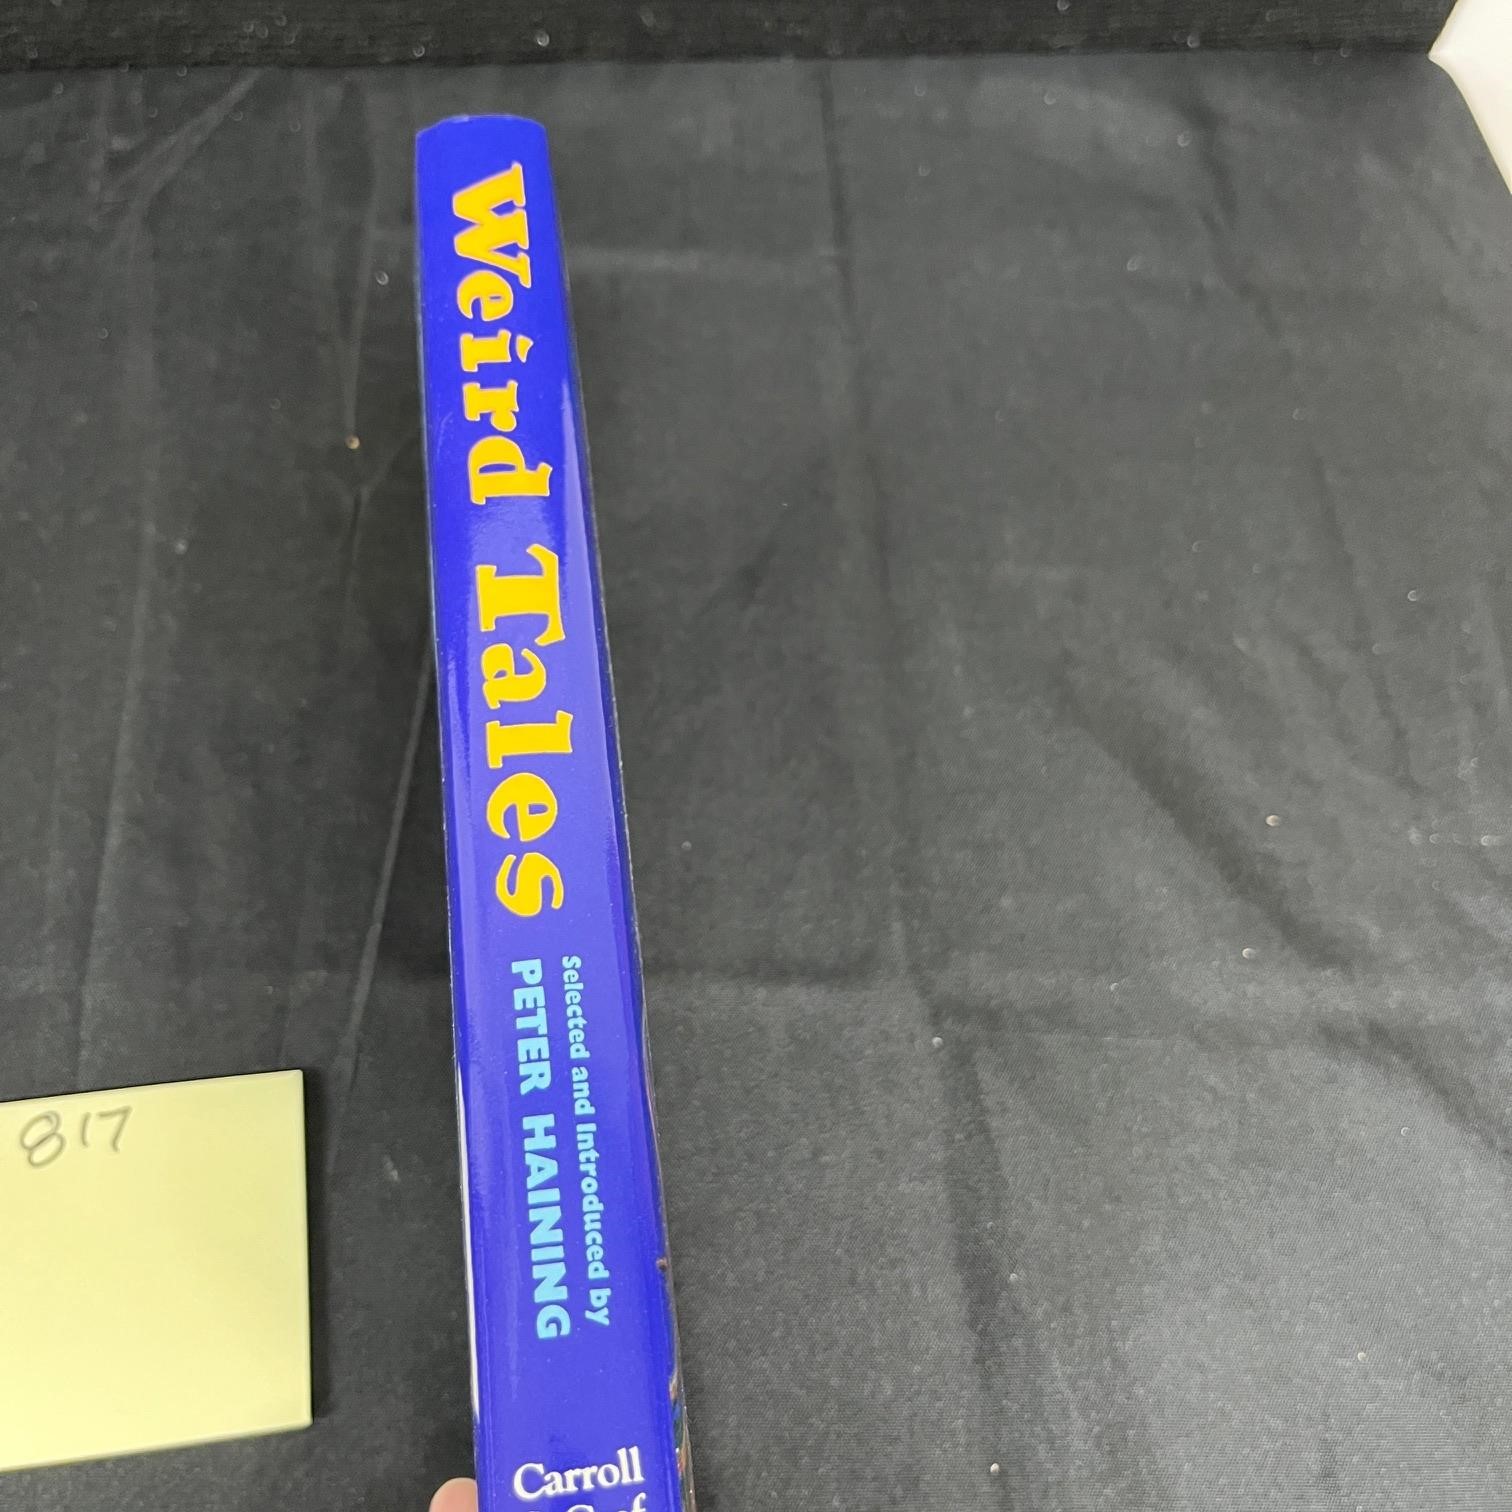 Weird Tales
Selected and Introduced by
PETER HAINING
Carroll
817